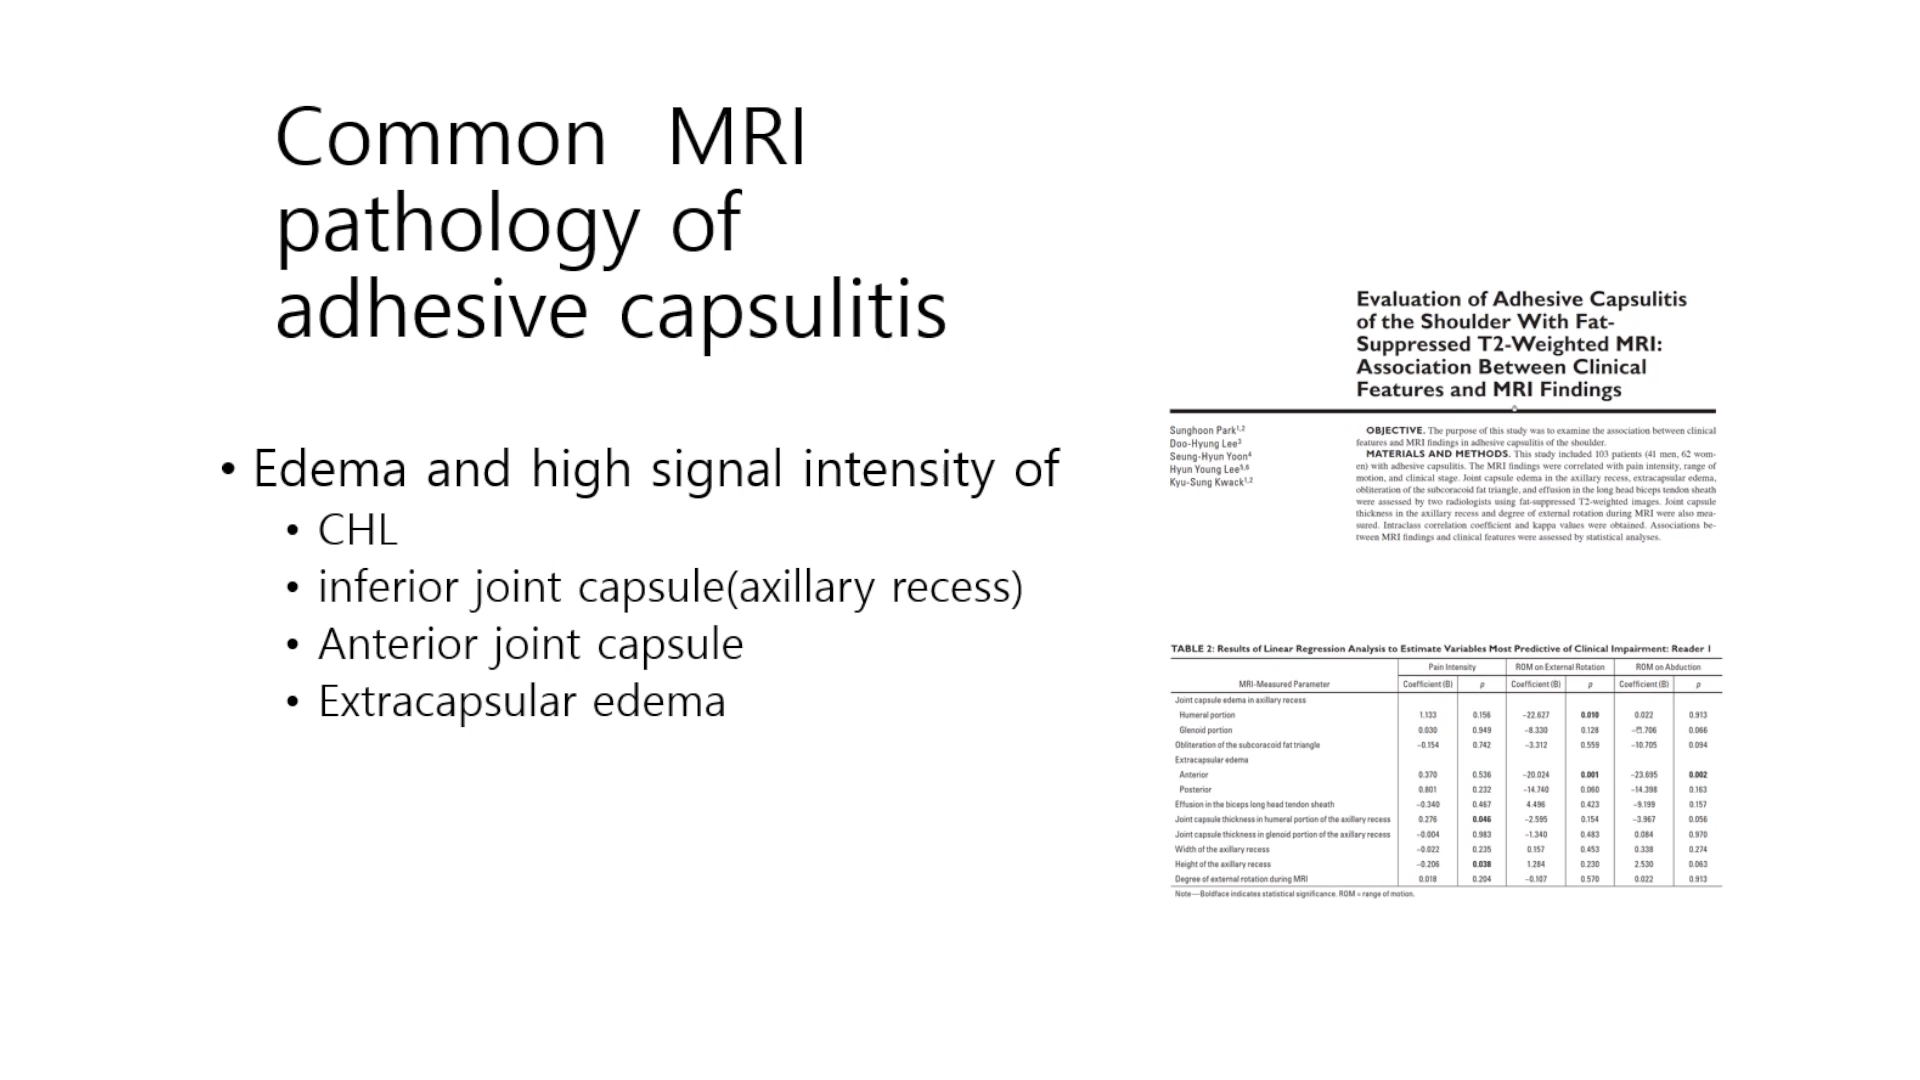 Common MRI
pathology of
adhesive capsulitis
• Edema and high signal intensity of
• CHL
• inferior joint capsule(axillary recess)
• Anterior joint capsule
• Extracapsular edema
Evaluation of Adhesive Capsulitis
of the Shoulder With Fat-
Suppressed T2-Weighted MRI:
Association Between Clinical
Features and MRI Findings
Sunghoon Park1,2
Doo-Hyung Lee3
Seung-Hyun Yoon4
Hyun Young Lee5,6
Kyu-Sung Kwack1,2
OBJECTIVE. The purpose of this study was to examine the association between clinical
features and MRI findings in adhesive capsulitis of the shoulder.
MATERIALS AND METHODS. This study included 103 patients (41 men, 62 wom-
en) with adhesive capsulitis. The MRI findings were correlated with pain intensity, range of
motion, and clinical stage. Joint capsule edema in the axillary recess, extracapsular edema,
obliteration of the subcoracoid fat triangle, and effusion in the long head biceps tendon sheath
were assessed by two radiologists using fat-suppressed T2-weighted images. Joint capsule
thickness in the axillary recess and degree of external rotation during MRI were also mea-
sured. Intraclass correlation coefficient and kappa values were obtained. Associations be-
tween MRI findings and clinical features were assessed by statistical analyses.
TABLE 2: Results of Linear Regression Analysis to Estimate Variables Most Predictive of Clinical Impairment: Reader 1
Pain Intensity ROM on External Rotation ROM on Abduction
MRI-Measured Parameter Coefficient (B) p Coefficient (B) p Coefficient (B) p
Joint capsule edema in axillary recess
Humeral portion 1.133 0.156 −22.627 0.010 0.022 0.913
Glenoid portion 0.030 0.949 −8.330 0.128 0.066
Obliteration of the subcoracoid fat triangle −0.154 0.742 −3.312 0.559 −10.705 0.094
Extracapsular edema
Anterior 0.370 0.536 −20.024 0.001 −23.695 0.002
Posterior 0.801 0.232 −14.740 0.060 −14.398 0.163
Effusion in the biceps long head tendon sheath −0.340 0.467 4.496 0.423 −9.199 0.157
Joint capsule thickness in humeral portion of the axillary recess 0.276 0.046 −2.595 0.154 −3.967 0.056
Joint capsule thickness in glenoid portion of the axillary recess −0.004 0.983 −1.340 0.483 0.084 0.970
Width of the axillary recess −0.022 0.235 0.157 0.453 0.338 0.274
Height of the axillary recess −0.206 0.038 1.284 0.230 2.530 0.063
Degree of external rotation during MRI 0.018 0.204 −0.107 0.570 0.022 0.913
Note—Boldface indicates statistical significance. ROM = range of motion.